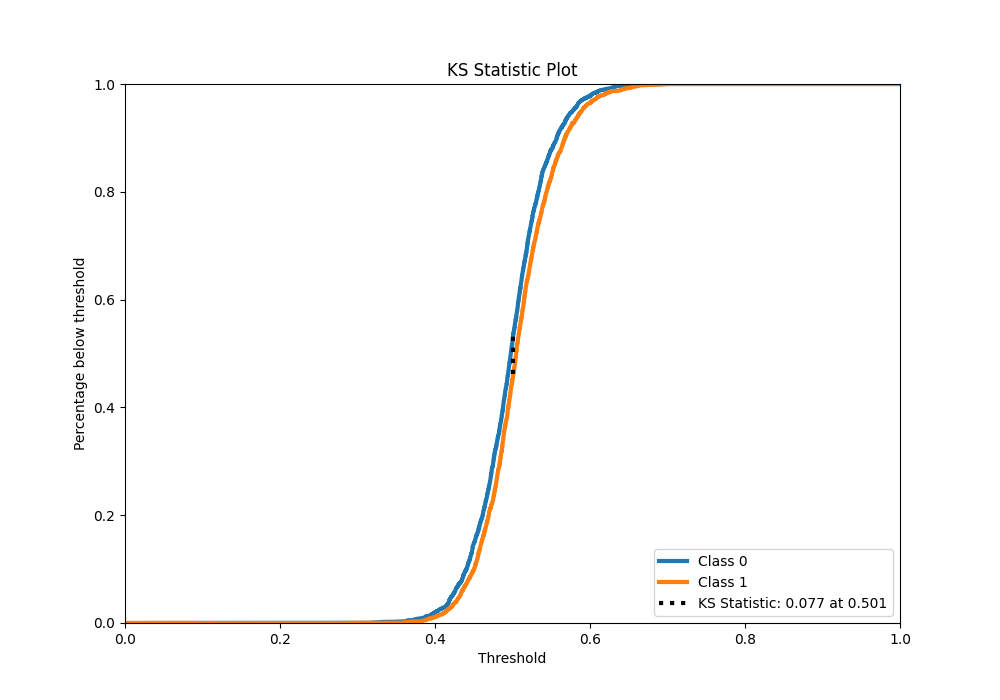 KS Statistic Plot
1.0
0.8
0.6
0.4
0.2
0.0
Percentage below threshold
0.0 0.2 0.4 0.6 0.8 1.0
Threshold
Class 0
Class 1
KS Statistic: 0.077 at 0.501